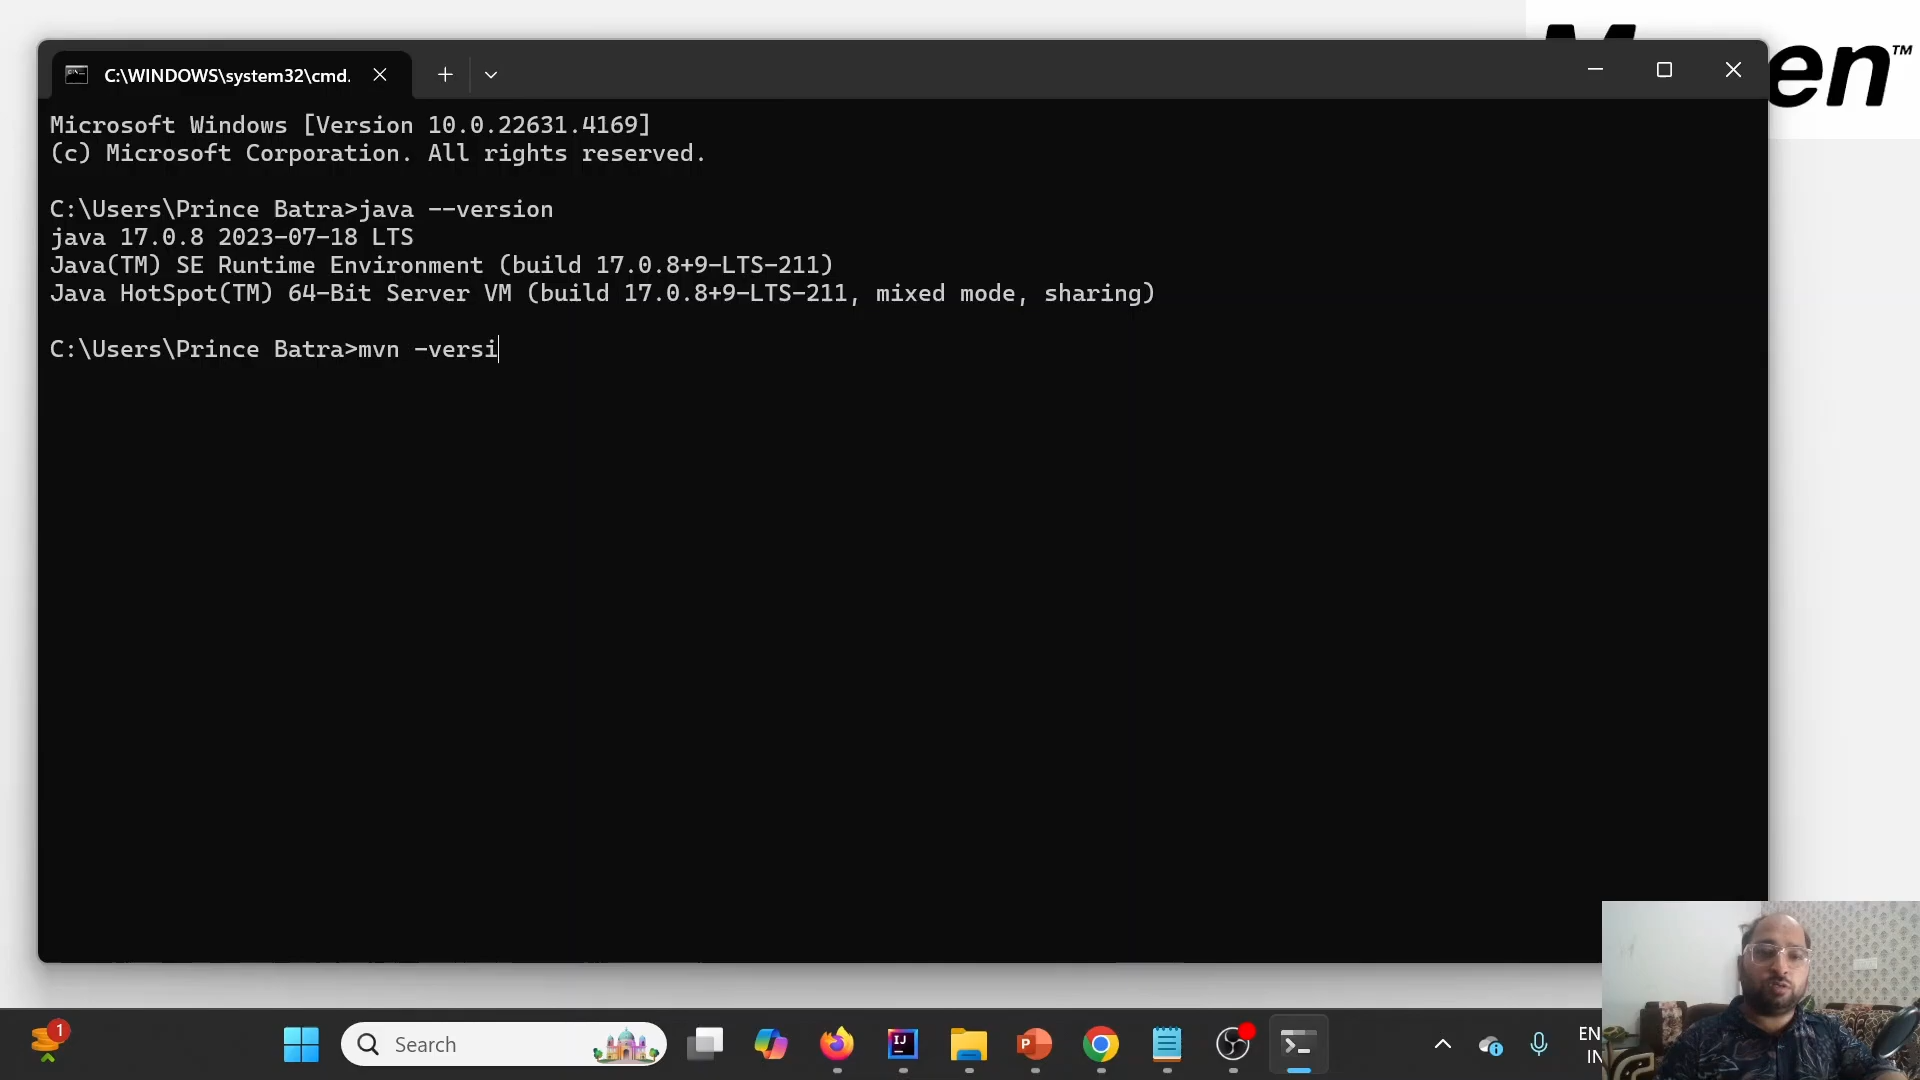 en™
C:\WINDOWS\system32\cmd.
Microsoft Windows [Version 10.0.22631.4169]
(c) Microsoft Corporation. All rights reserved.
C:\Users\Prince Batra>java --version
java 17.0.8 2023-07-18 LTS
Java(TM) SE Runtime Environment (build 17.0.8+9-LTS-211)
Java HotSpot(TM) 64-Bit Server VM (build 17.0.8+9-LTS-211, mixed mode, sharing)
C:\Users\Prince Batra>mvn -versi
1
Search
IJ
P
EN
IN